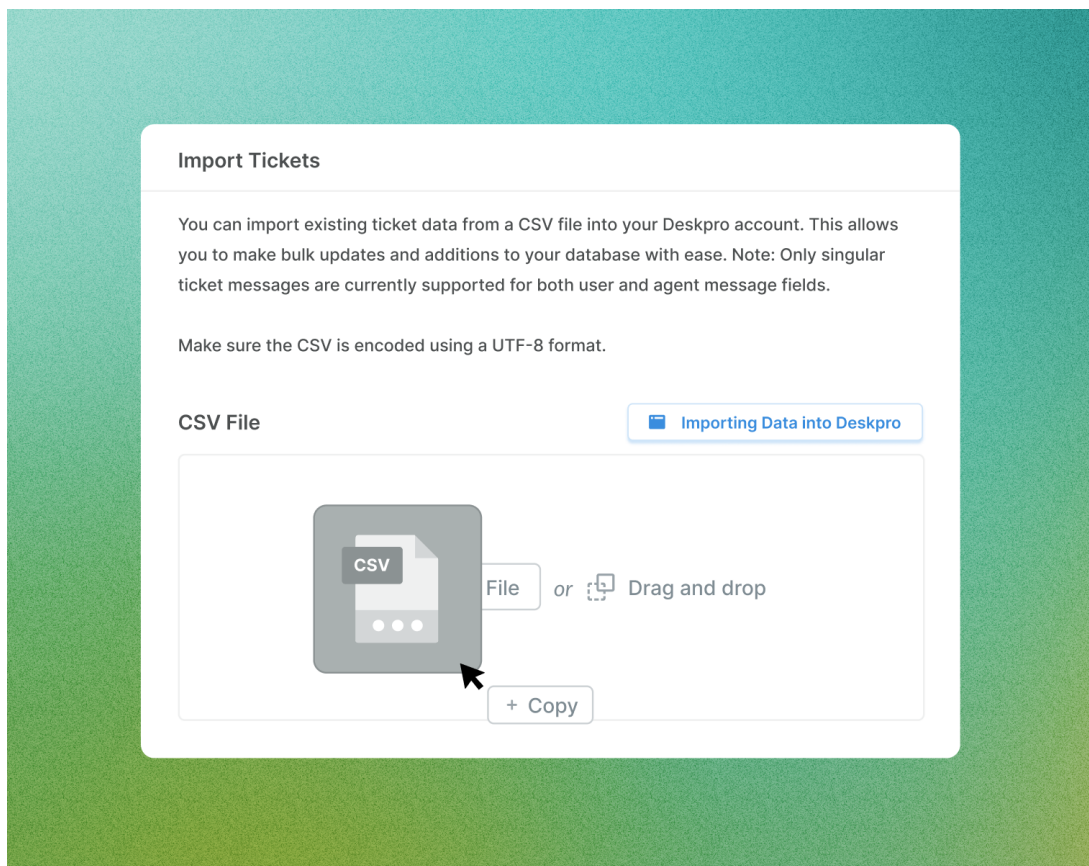 Import Tickets
You can import existing ticket data from a CSV file into your Deskpro account. This allows
you to make bulk updates and additions to your database with ease. Note: Only singular
ticket messages are currently supported for both user and agent message fields.
Make sure the CSV is encoded using a UTF-8 format.
CSV File
Importing Data into Deskpro
CSV
File or Drag and drop
+ Copy